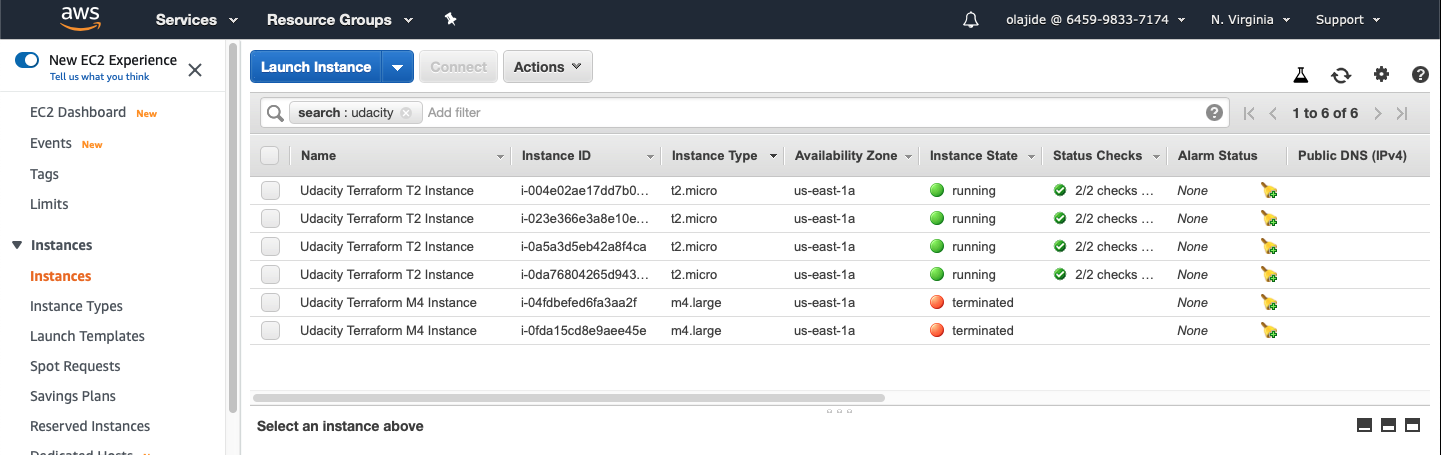 aws Services Resource Groups olajide @ 6459-9833-7174 N. Virginia Support
New EC2 Experience
Tell us what you think
EC2 Dashboard New
Events New
Tags
Limits
Instances
Instances
Instance Types
Launch Templates
Spot Requests
Savings Plans
Reserved Instances
Dedicated Hosts
Launch Instance Connect Actions
search : udacity Add filter 1 to 6 of 6
Name Instance ID Instance Type Availability Zone Instance State Status Checks Alarm Status Public DNS (IPv4)
Udacity Terraform T2 Instance i-004e02ae17dd7b0... t2.micro us-east-1a running 2/2 checks ... None
Udacity Terraform T2 Instance i-023e366e3a8e10e... t2.micro us-east-1a running 2/2 checks ... None
Udacity Terraform T2 Instance i-0a5a3d5eb42a8f4ca t2.micro us-east-1a running 2/2 checks ... None
Udacity Terraform T2 Instance i-0da76804265d943... t2.micro us-east-1a running 2/2 checks ... None
Udacity Terraform M4 Instance i-04fdbefed6fa3aa2f m4.large us-east-1a terminated None
Udacity Terraform M4 Instance i-0fda15cd8e9aee45e m4.large us-east-1a terminated None
Select an instance above